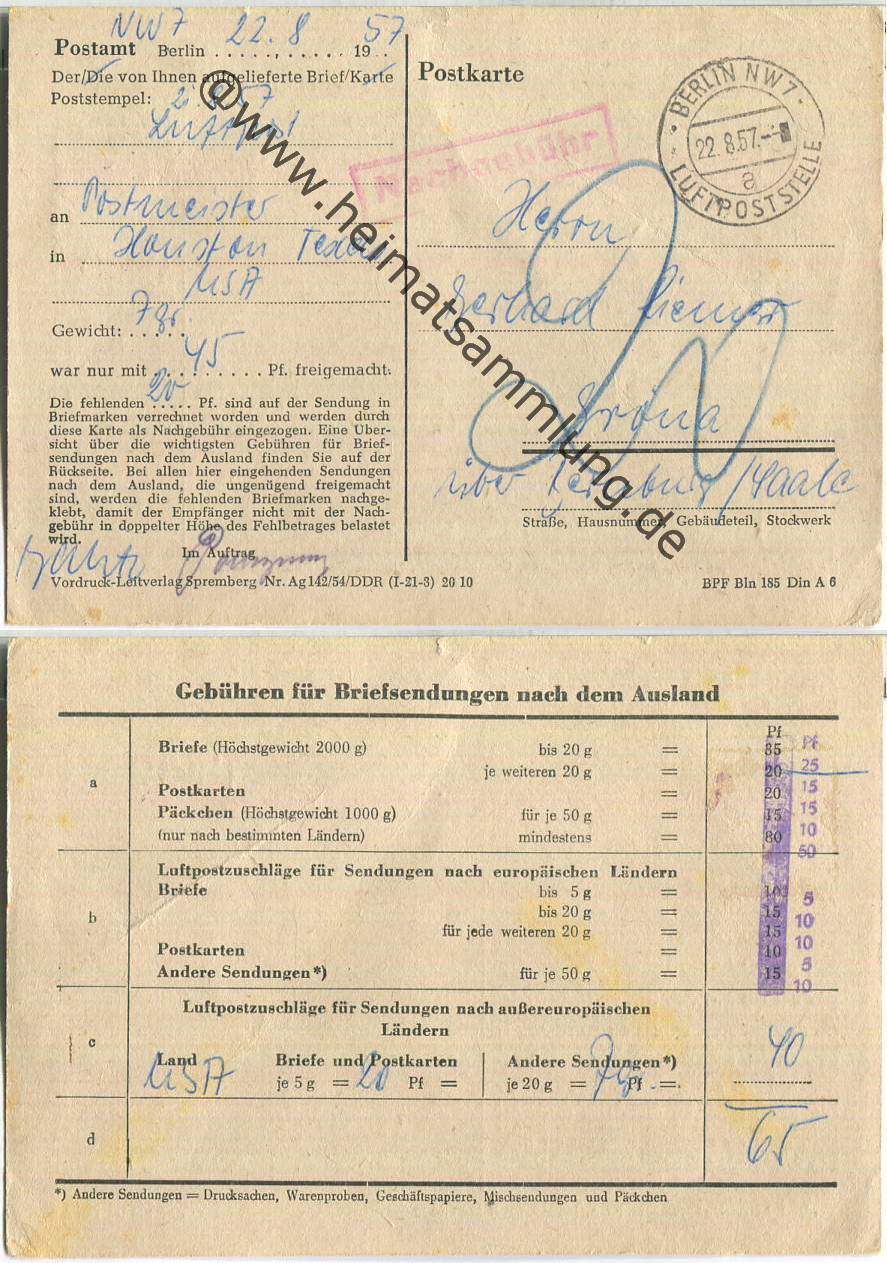 NW7 22. 8 57
Postamt Berlin . . . . , . . . . . 19 . .
Der/Die von Ihnen aufgelieferte Brief/Karte
Poststempel:
Luftpost
an Postmeister
in Houston Texas
USA
Gewicht: 7 gr.
war nur mit 45 Pf. freigemacht.
Die fehlenden 20 Pf. sind auf der Sendung in
Briefmarken verrechnet worden und werden durch
diese Karte als Nachgebühr eingezogen. Eine Über-
sicht über die wichtigsten Gebühren für Brief-
sendungen nach dem Ausland finden Sie auf der
Rückseite. Bei allen hier eingehenden Sendungen
nach dem Ausland, die ungenügend freigemacht
sind, werden die fehlenden Briefmarken nachge-
klebt, damit der Empfänger nicht mit der Nach-
gebühr in doppelter Höhe des Fehlbetrages belastet
wird.
Im Auftrag
Vordruck-Leitverlag Spremberg Nr. Ag 142/54/DDR (I-21-3) 20 10
Postkarte
Nachgebühr
BERLIN NW 7
22. 8.57.
a
LUFTPOSTSTELLE
Herrn
Gerhard
Gröna
über Bernburg/Saale
Straße, Hausnummer, Gebäudeteil, Stockwerk
BPF Bln 185 Din A 6
@www.heimatsammlung.de
Gebühren für Briefsendungen nach dem Ausland
Pf Pf
a Briefe (Höchstgewicht 2000 g) bis 20 g = 35 25
je weiteren 20 g = 20 15
Postkarten = 20 15
Päckchen (Höchstgewicht 1000 g) für je 50 g = 15 10
(nur nach bestimmten Ländern) mindestens = 80 50
Luftpostzuschläge für Sendungen nach europäischen Ländern
b Briefe bis 5 g = 10 5
bis 20 g = 15 10
für jede weiteren 20 g = 15 10
Postkarten = 10 5
Andere Sendungen*) für je 50 g = 15 10
Luftpostzuschläge für Sendungen nach außereuropäischen
Ländern
c Land Briefe und Postkarten Andere Sendungen*) 40
USA je 5 g = 20 Pf = je 20 g = 7 gr. Pf =
d 65
*) Andere Sendungen = Drucksachen, Warenproben, Geschäftspapiere, Mischsendungen und Päckchen